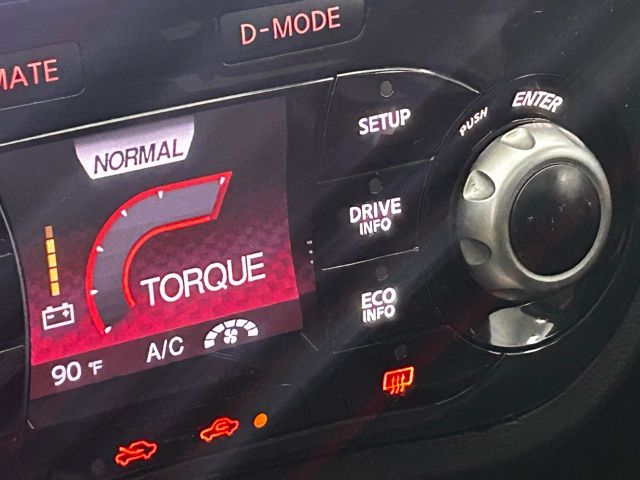 D-MODE
MATE
PUSH
ENTER
SETUP
NORMAL
DRIVE
INFO
TORQUE
ECO
INFO
A/C
90 °F